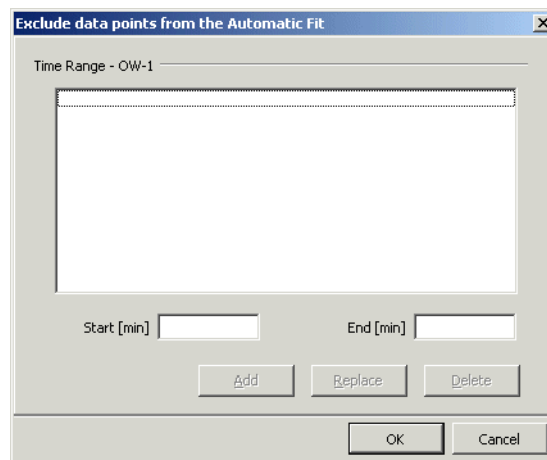 Exclude data points from the Automatic Fit
Time Range - OW-1
Start [min]
End [min]
Add
Replace
Delete
OK
Cancel